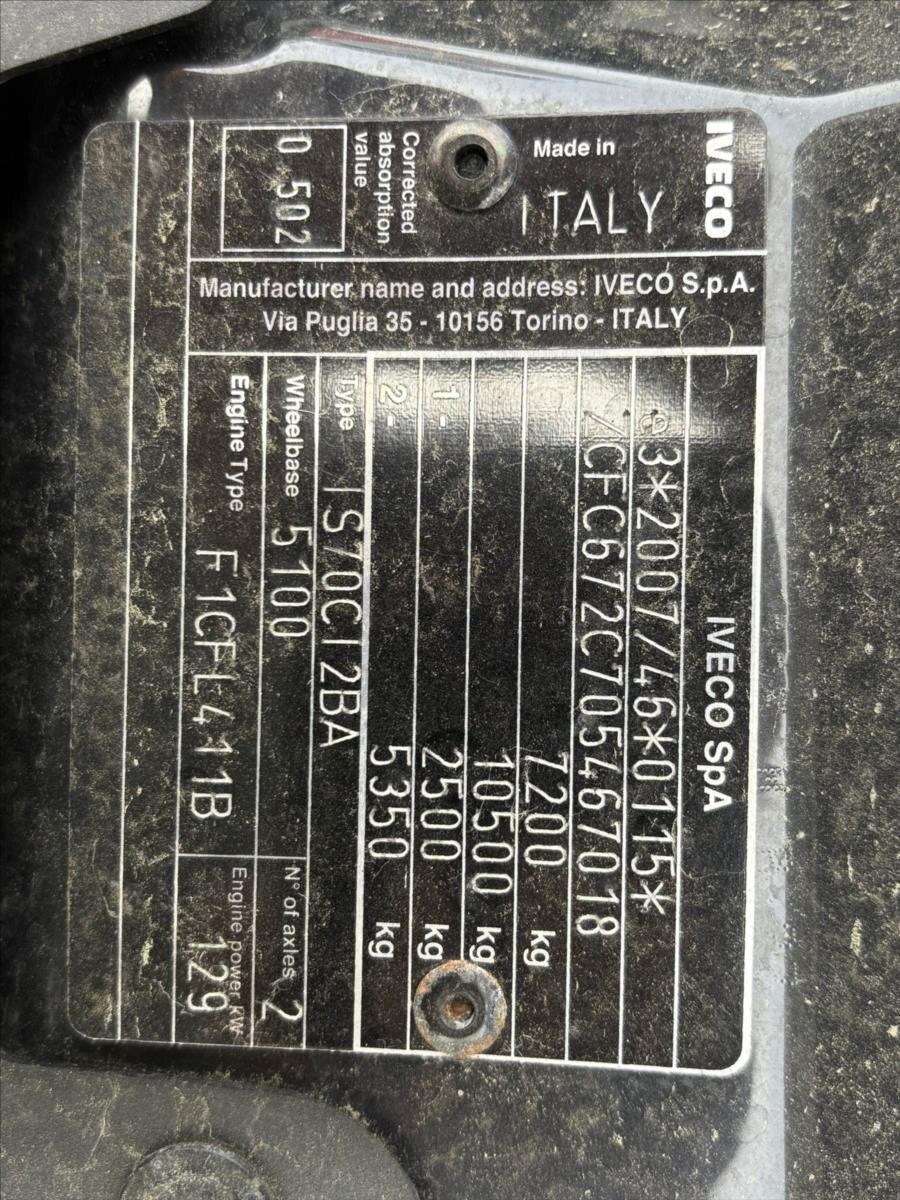 IVECO SpA
e3*2007/46*0115*
ZCFC672C705467018
7200 kg
10500 kg
1- 2500 kg
2- 5350 kg
Type IS70CI2BA
Wheelbase 5100 N° of axles 2
Engine Type F1CFL411B Engine power kW 129
Manufacturer name and address: IVECO S.p.A.
Via Puglia 35 - 10156 Torino - ITALY
IVECO
Made in
ITALY
Corrected
absorption
value
0 502